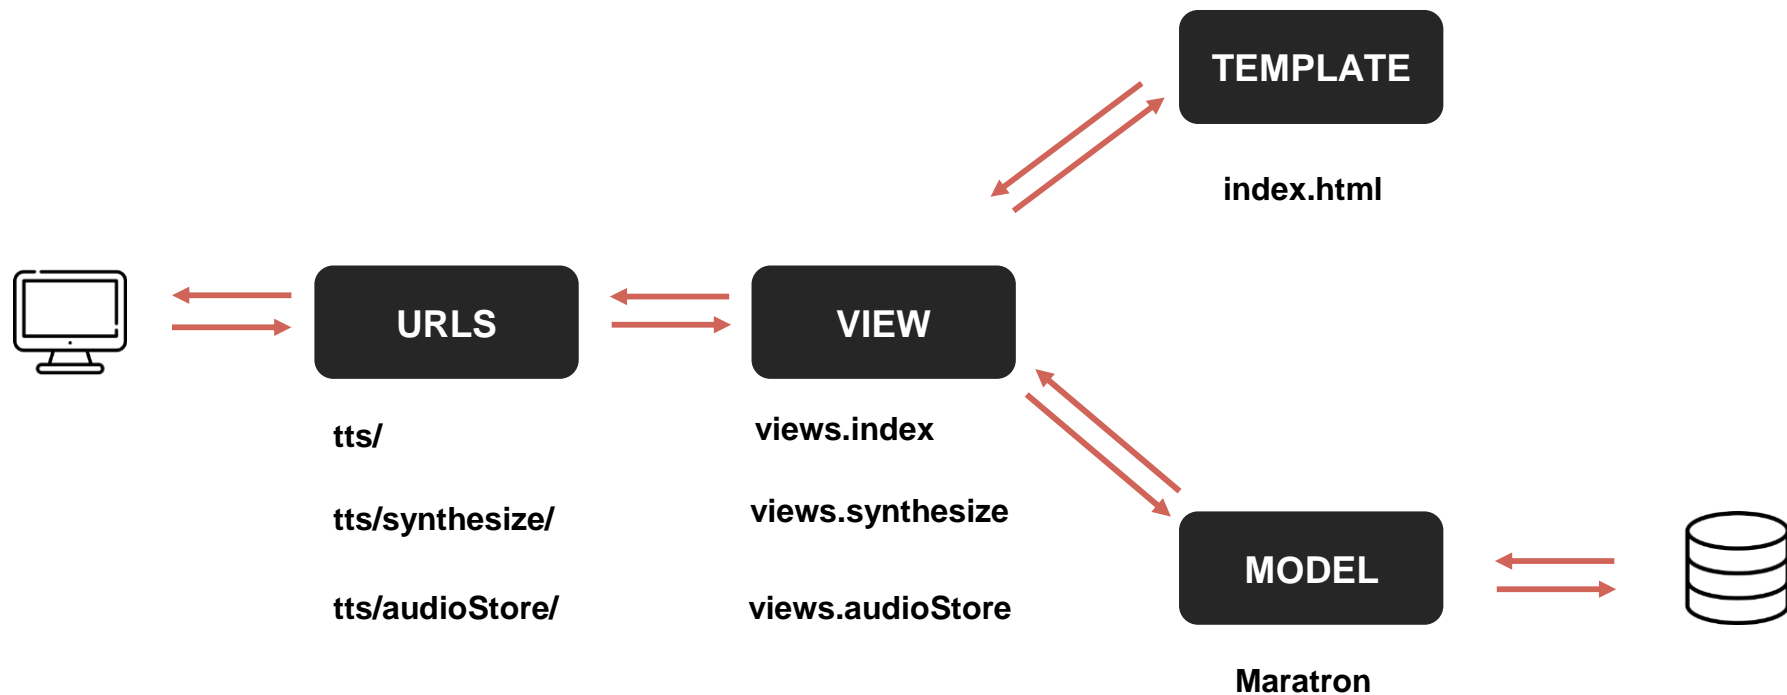 TEMPLATE
index.html
URLS
VIEW
tts/
views.index
tts/synthesize/
views.synthesize
tts/audioStore/
views.audioStore
MODEL
Maratron